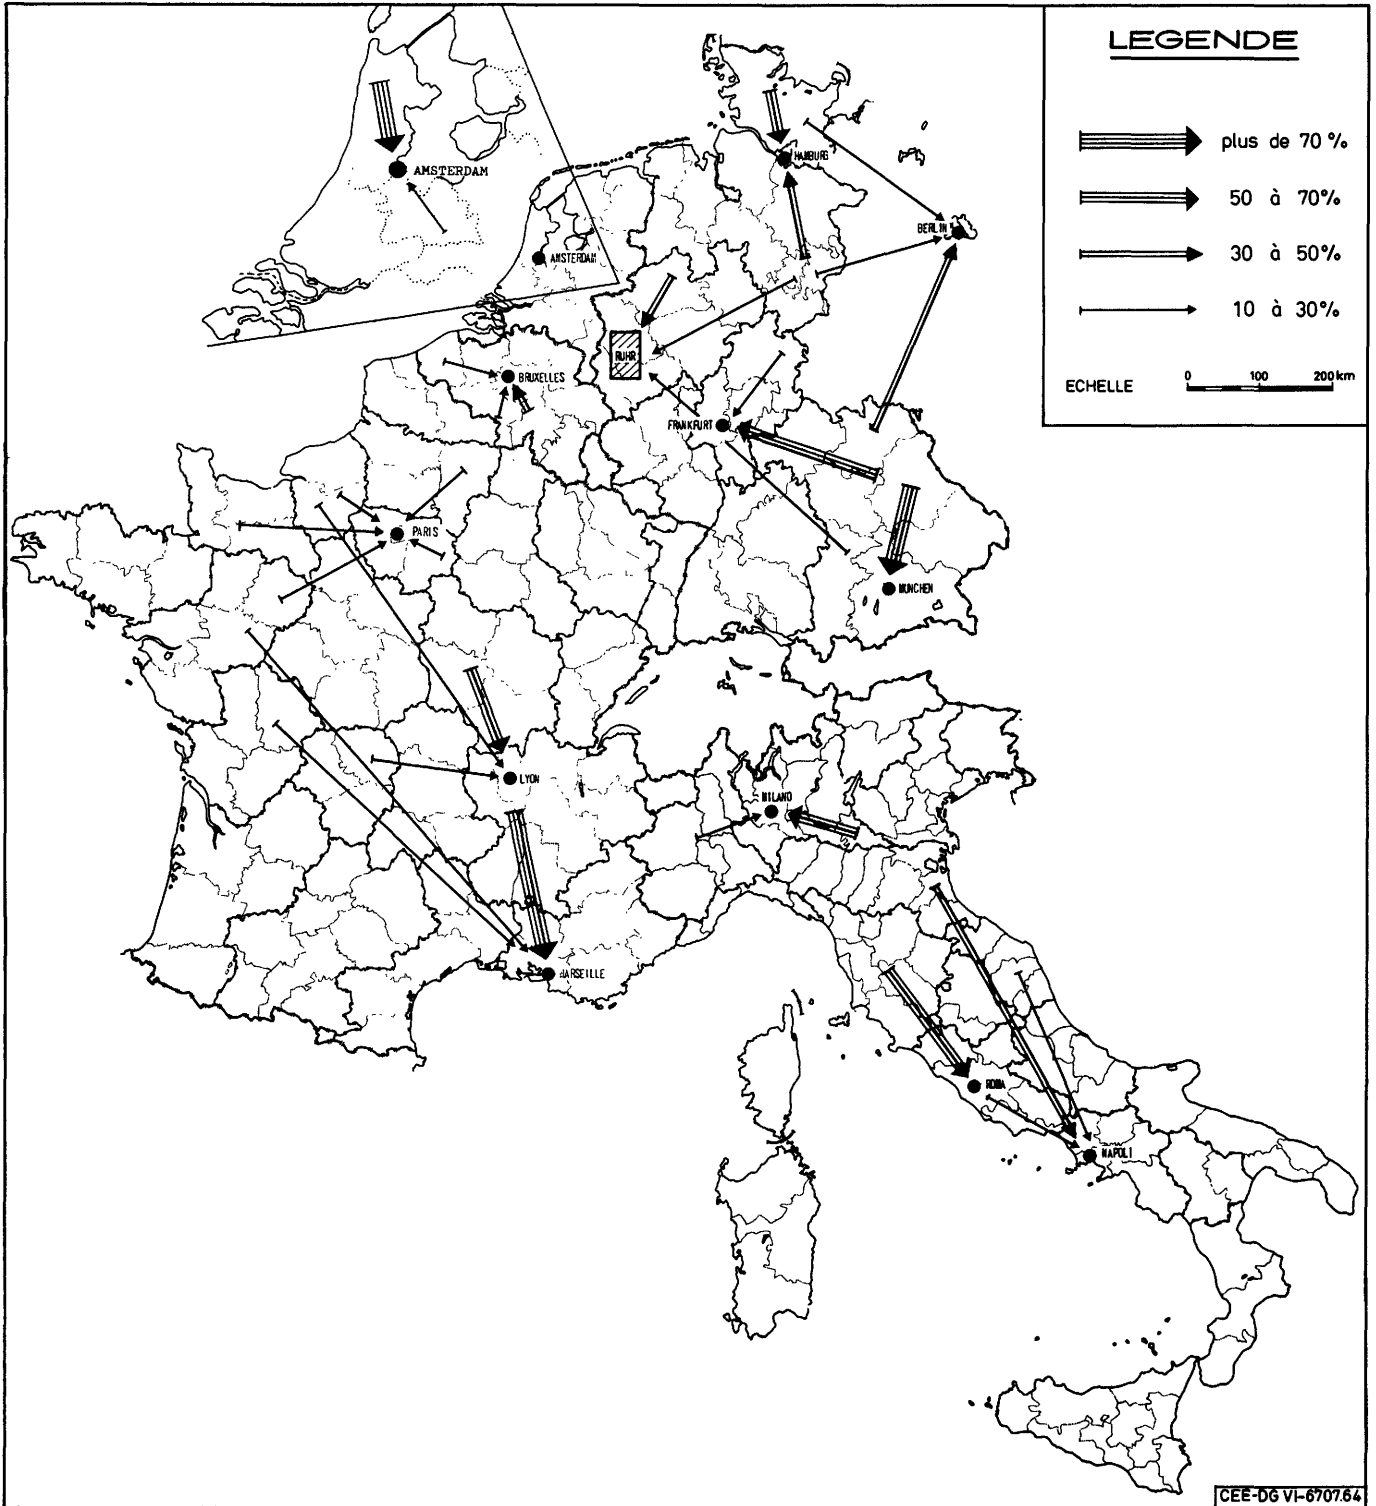 LEGENDE
plus de 70 %
50 à 70%
30 à 50%
10 à 30%
ECHELLE
0 100 200 km
AMSTERDAM
HAMBURG
BERLIN
AMSTERDAM
RUHR
BRUXELLES
FRANKFURT
PARIS
MÜNCHEN
LYON
MILANO
MARSEILLE
ROMA
NAPOLI
CEE-DG VI-6707.64